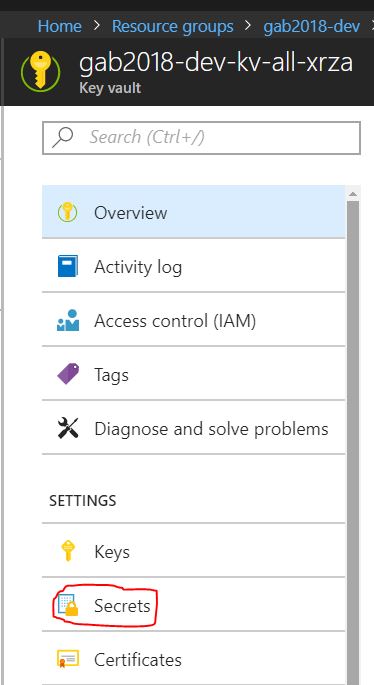 Home > Resource groups > gab2018-dev >
gab2018-dev-kv-all-xrza
Key vault
Search (Ctrl+/)
Overview
Activity log
Access control (IAM)
Tags
Diagnose and solve problems
SETTINGS
Keys
Secrets
Certificates